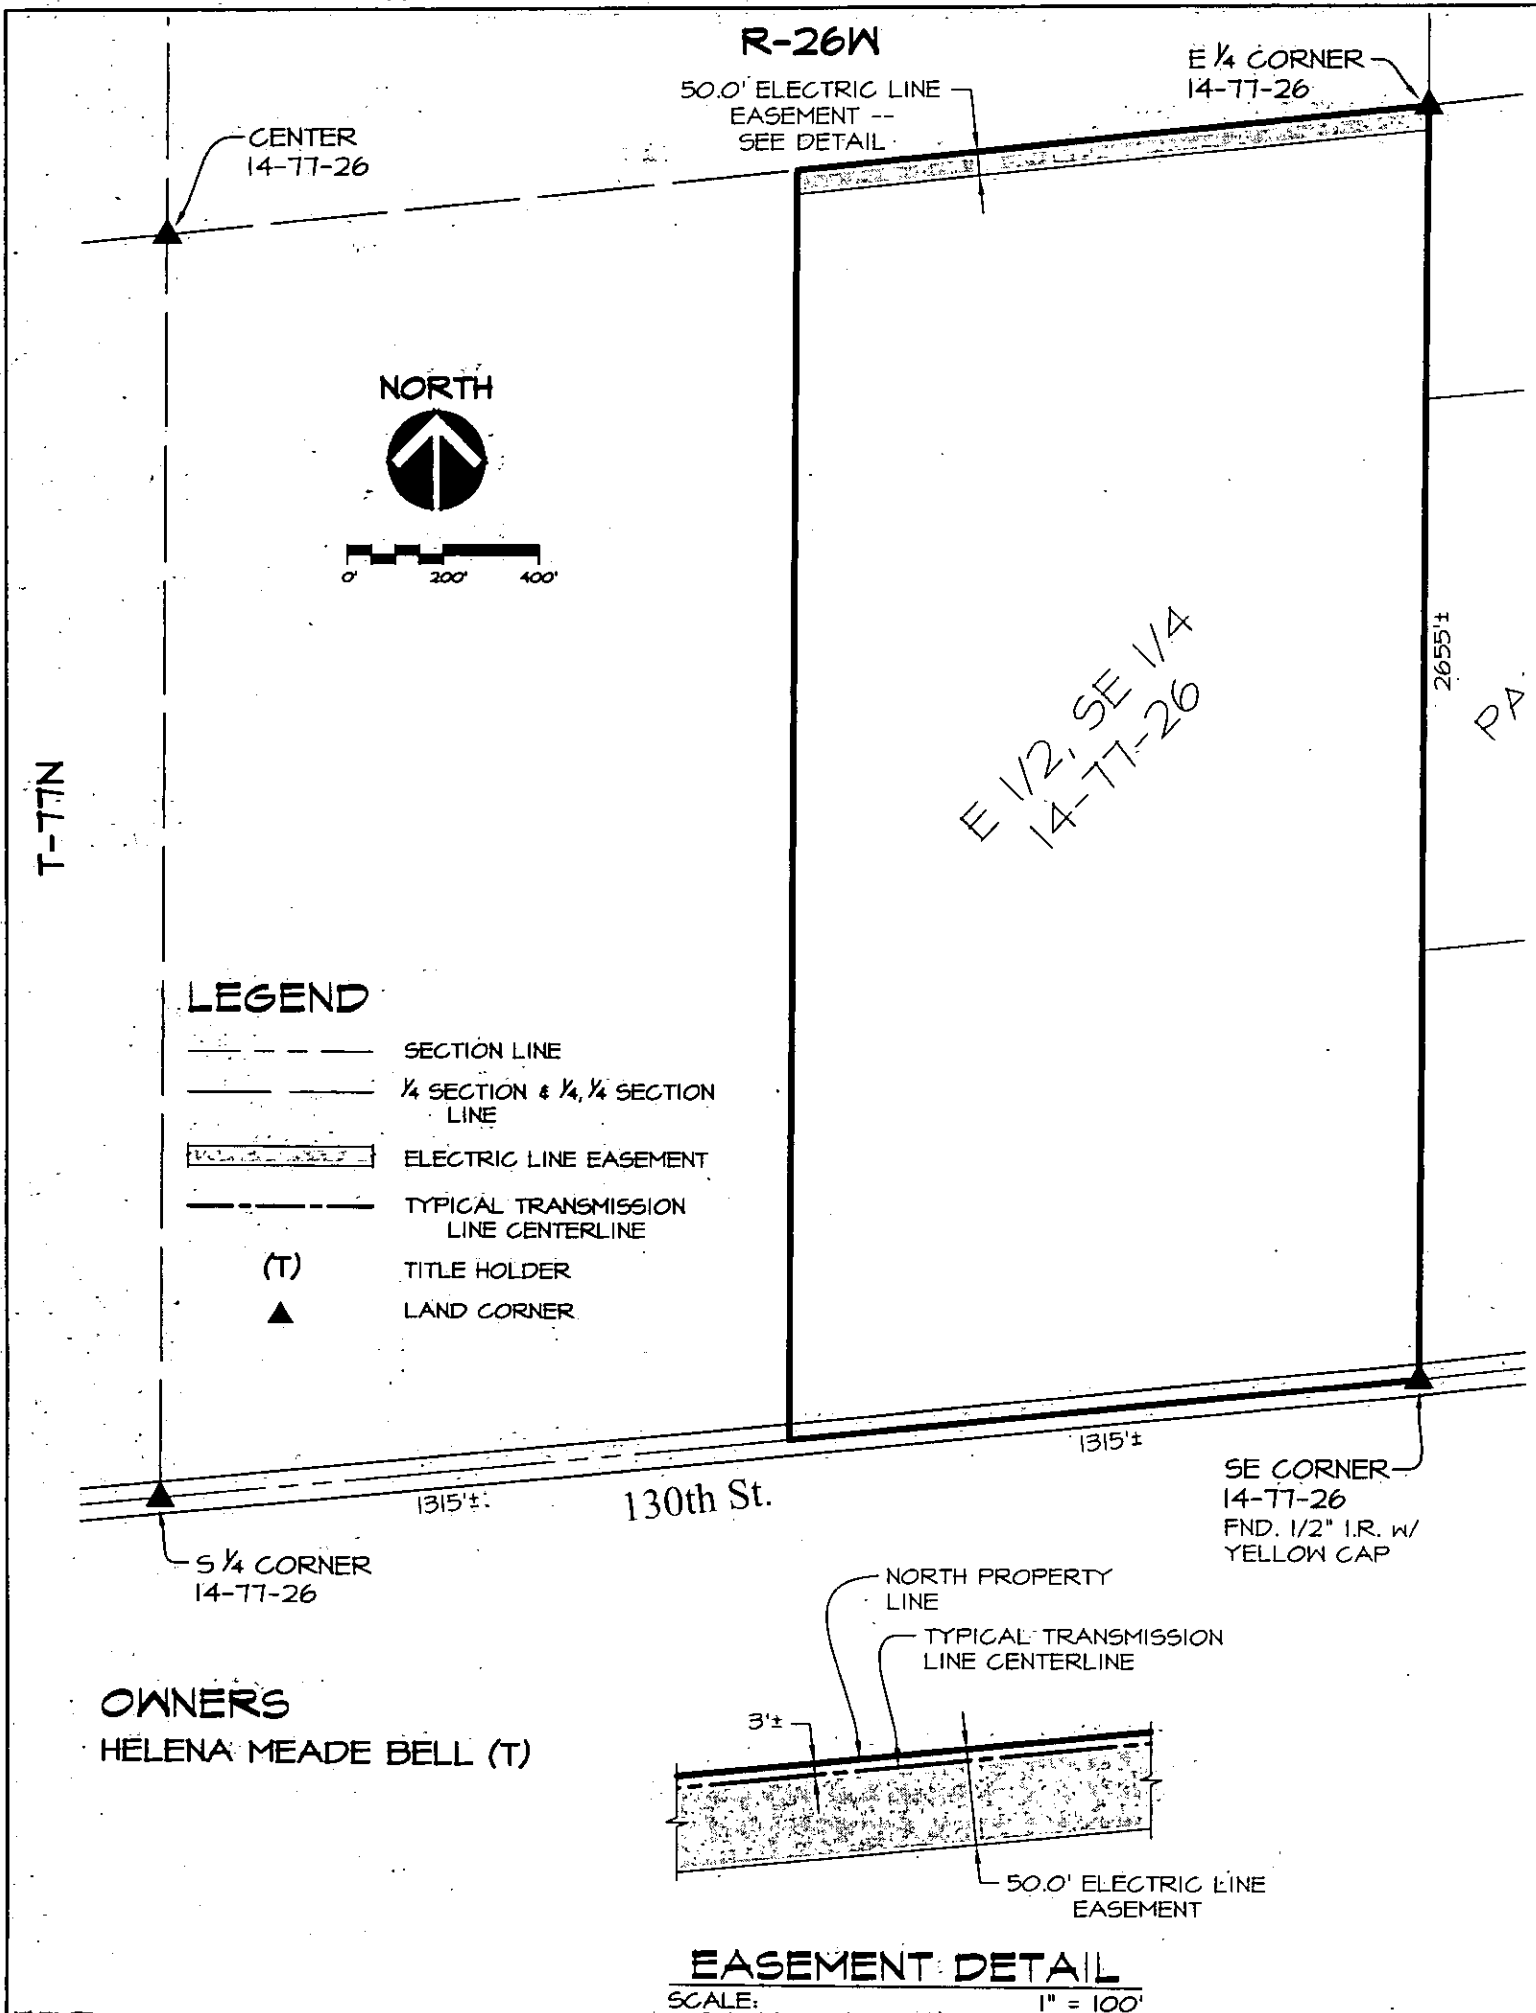 R-26W
50.0' ELECTRIC LINE
EASEMENT --
SEE DETAIL
E 1/4 CORNER
14-77-26
CENTER
14-77-26
NORTH
0' 200' 400'
T-77N
E 1/2, SE 1/4
14-77-26
2655'±
PA
LEGEND
SECTION LINE
1/4 SECTION & 1/4, 1/4 SECTION
LINE
ELECTRIC LINE EASEMENT
TYPICAL TRANSMISSION
LINE CENTERLINE
(T) TITLE HOLDER
LAND CORNER
1315'±
1315'±
130th St.
SE CORNER
14-77-26
FND. 1/2" I.R. w/
YELLOW CAP
S 1/4 CORNER
14-77-26
NORTH PROPERTY
LINE
TYPICAL TRANSMISSION
LINE CENTERLINE
OWNERS
HELENA MEADE BELL (T)
3'±
50.0' ELECTRIC LINE
EASEMENT
EASEMENT DETAIL
SCALE: 1" = 100'